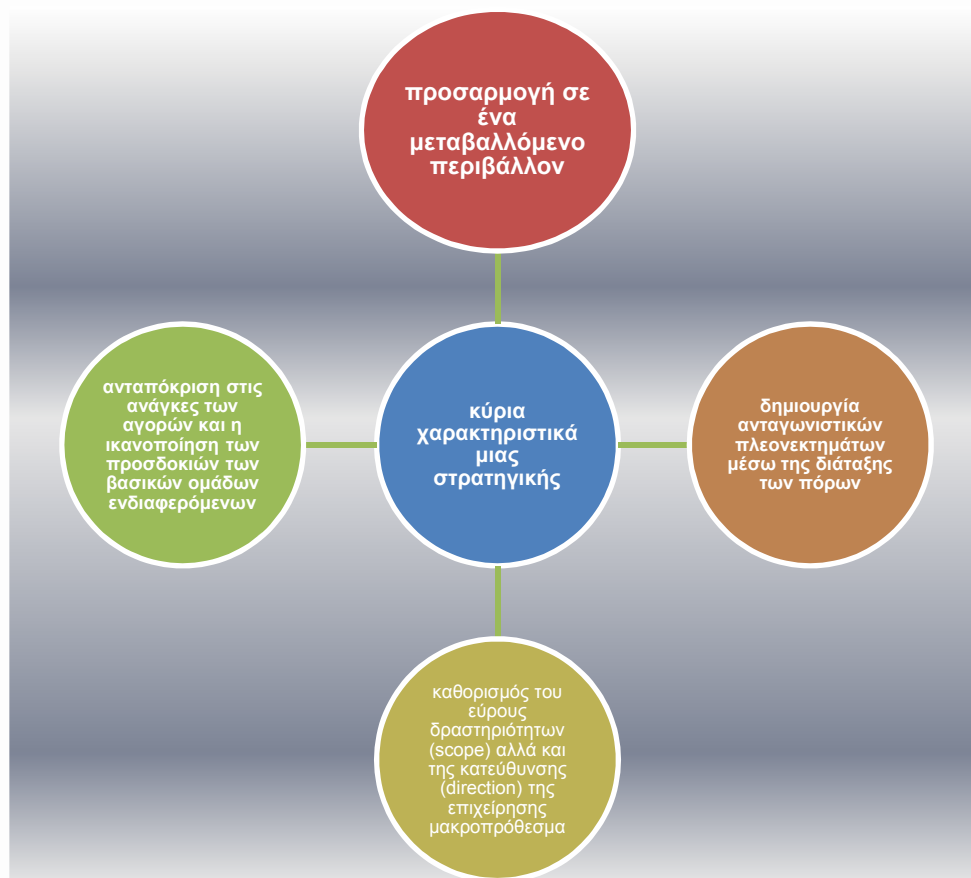 προσαρμογή σε
ένα
μεταβαλλόμενο
περιβάλλον
ανταπόκριση στις
ανάγκες των
αγορών και η
ικανοποίηση των
προσδοκιών των
βασικών ομάδων
ενδιαφερόμενων
κύρια
χαρακτηριστικά
μιας
στρατηγικής
δημιουργία
ανταγωνιστικών
πλεονεκτημάτων
μέσω της διάταξης
των πόρων
καθορισμός του
εύρους
δραστηριότητων
(scope) αλλά και
της κατεύθυνσης
(direction) της
επιχείρησης
μακροπρόθεσμα